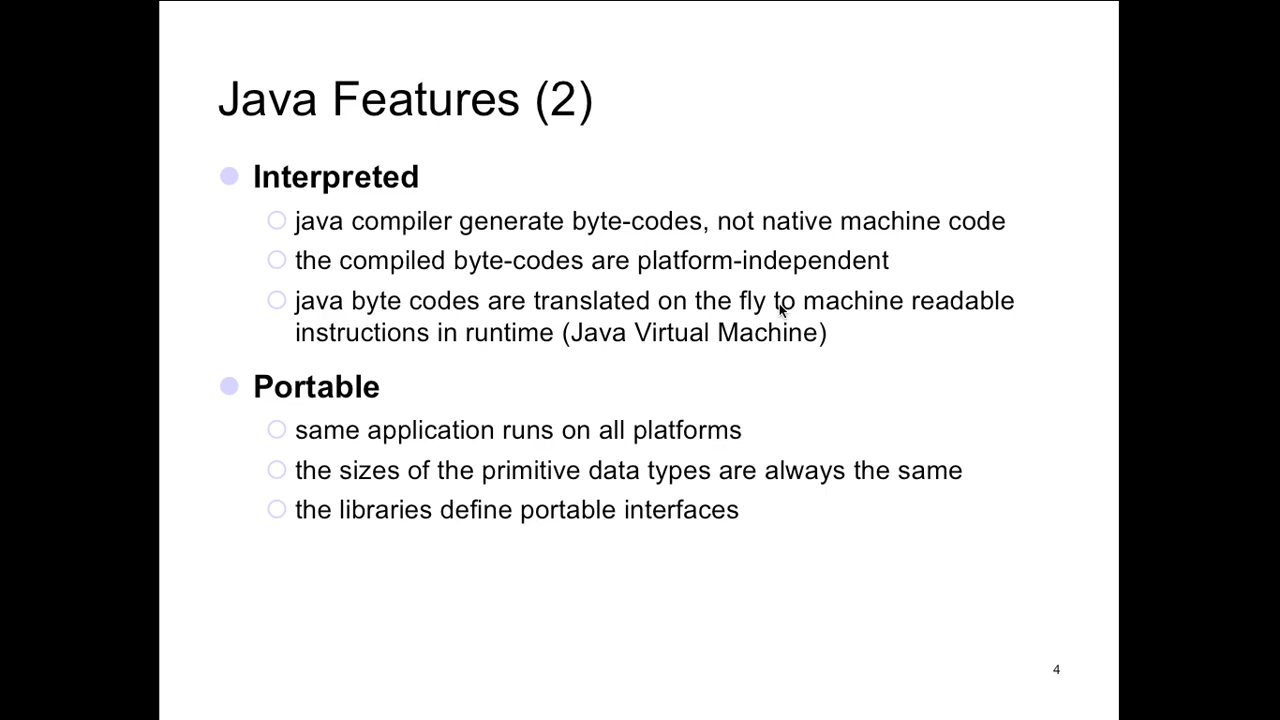 Java Features (2)
Interpreted
java compiler generate byte-codes, not native machine code
the compiled byte-codes are platform-independent
java byte codes are translated on the fly to machine readable
instructions in runtime (Java Virtual Machine)
Portable
same application runs on all platforms
the sizes of the primitive data types are always the same
the libraries define portable interfaces
4